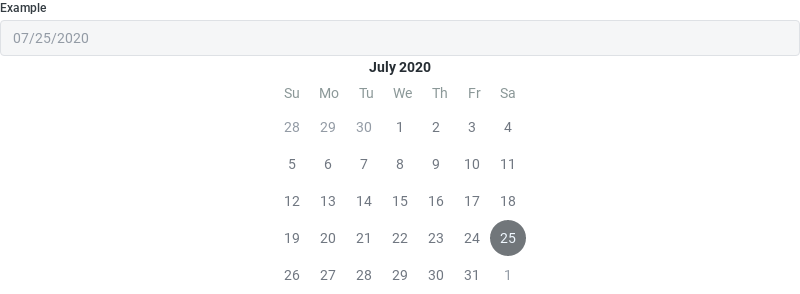 Example
07/25/2020
July 2020
Su Mo Tu We Th Fr Sa
28 29 30 1 2 3 4
5 6 7 8 9 10 11
12 13 14 15 16 17 18
19 20 21 22 23 24 25
26 27 28 29 30 31 1